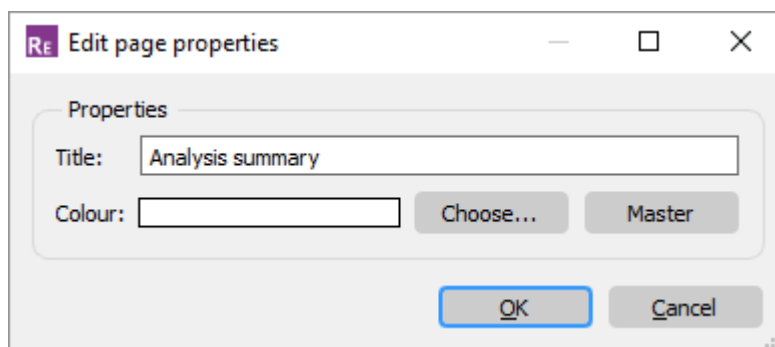 RE Edit page properties
Properties
Title: Analysis summary
Colour: Choose... Master
OK Cancel